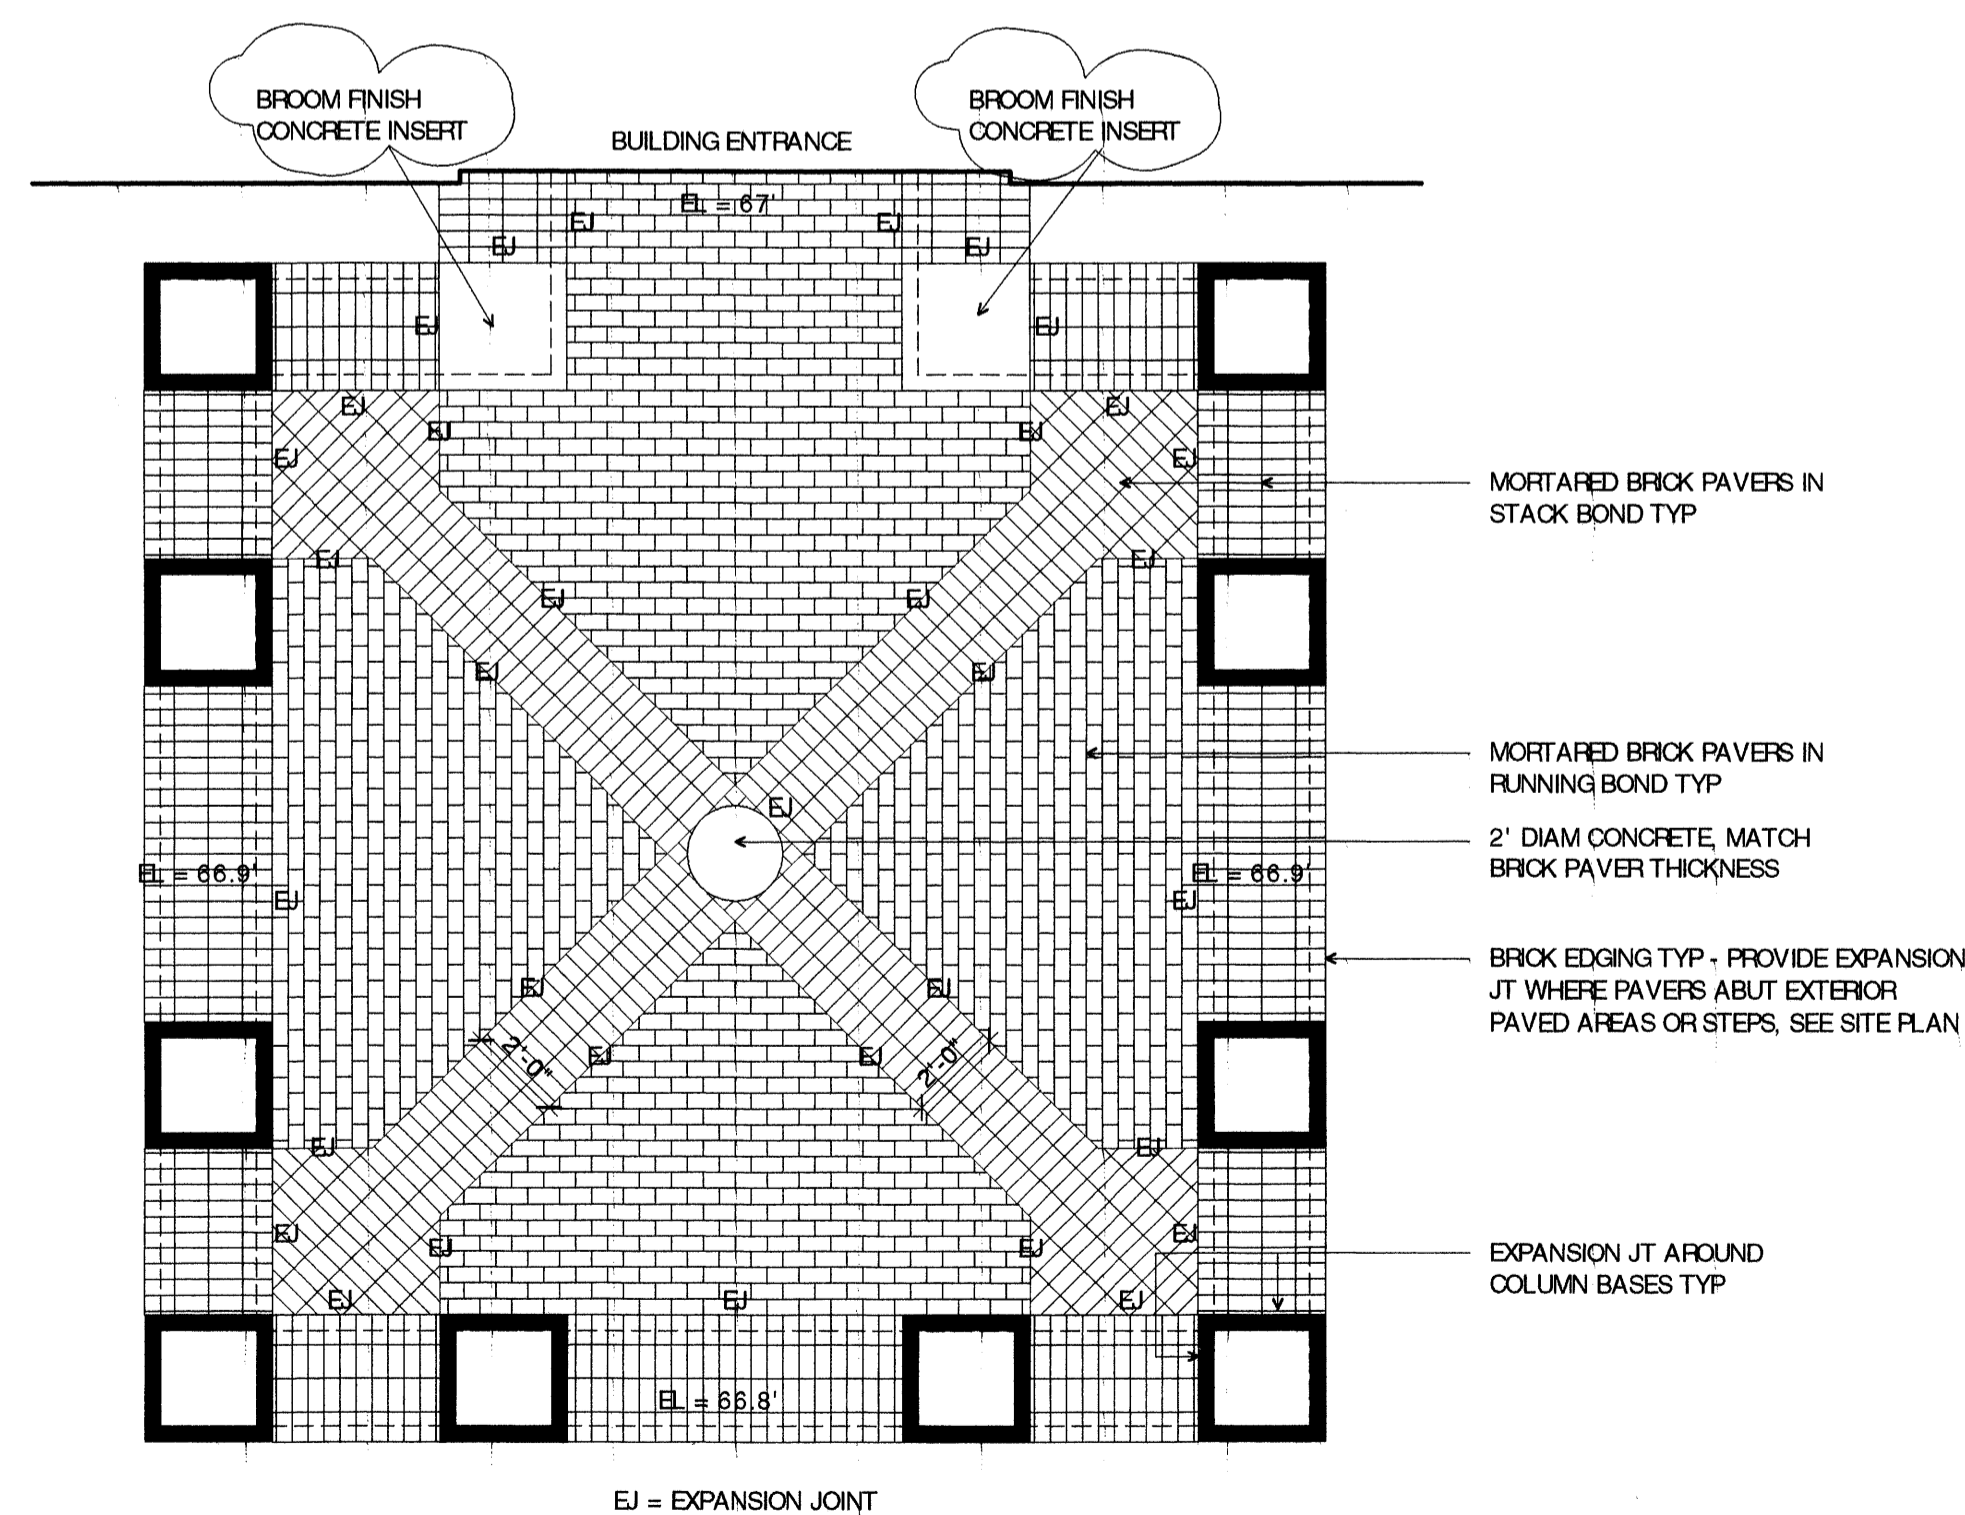 BROOM FINISH
CONCRETE INSERT
BROOM FINISH
CONCRETE INSERT
BUILDING ENTRANCE
EL = 67'
EJ
EJ
EJ
EJ
EJ
EJ
EJ
EJ
EJ
EJ
EJ
EJ
MORTARED BRICK PAVERS IN
STACK BOND TYP
EJ
EJ
EJ
EJ
EJ
EJ
MORTARED BRICK PAVERS IN
RUNNING BOND TYP
EJ
2' DIAM CONCRETE, MATCH
BRICK PAVER THICKNESS
EL = 66.9'
EL = 66.9'
EJ
EJ
BRICK EDGING TYP - PROVIDE EXPANSION
JT WHERE PAVERS ABUT EXTERIOR
PAVED AREAS OR STEPS, SEE SITE PLAN
EJ
EJ
2'-0"
2'-0"
EJ
EJ
EJ
EJ
EJ
EJ
EJ
EJ
EXPANSION JT AROUND
COLUMN BASES TYP
EJ
EJ
EJ
EL = 66.8'
EJ = EXPANSION JOINT